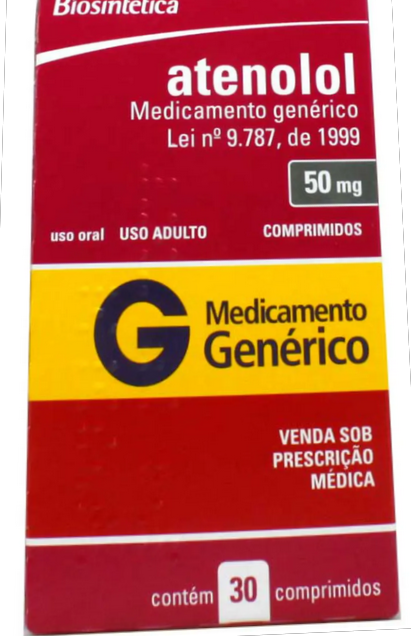 Biosintética
atenolol
Medicamento genérico
Lei nº 9.787, de 1999
50 mg
uso oral USO ADULTO COMPRIMIDOS
G Medicamento
Genérico
VENDA SOB
PRESCRIÇÃO
MÉDICA
contém 30 comprimidos